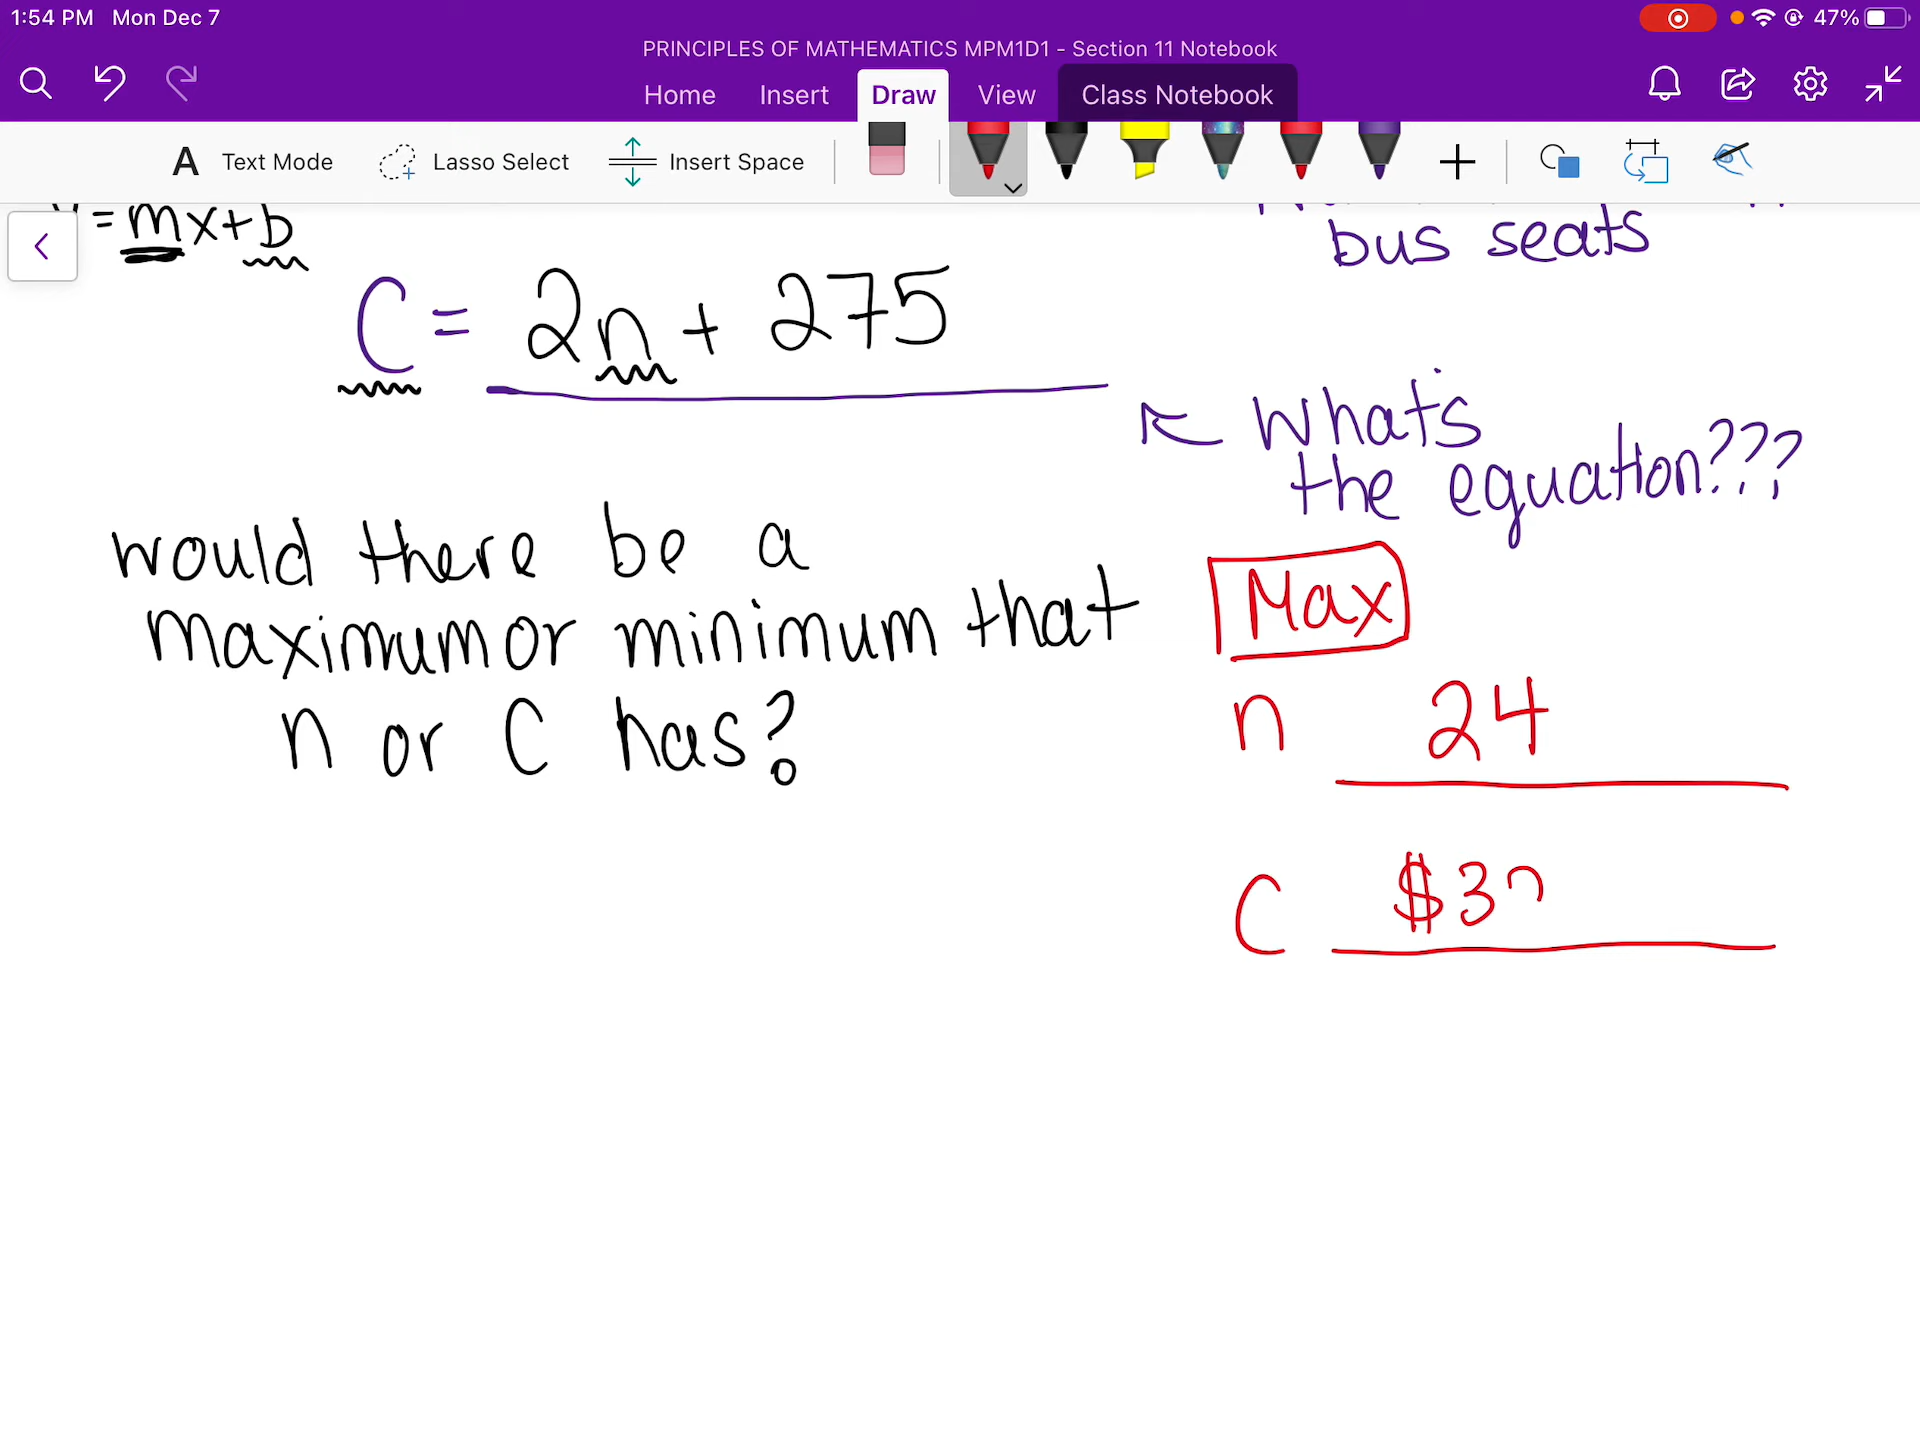 1:54 PM Mon Dec 7
47%
PRINCIPLES OF MATHEMATICS MPM1D1 - Section 11 Notebook
Home Insert Draw View Class Notebook
A Text Mode Lasso Select Insert Space
= mx+b
bus seats
C = 2n + 275
What's
the equation???
would there be a
maximum or minimum that
n or C has?
Max
n 24
C $3